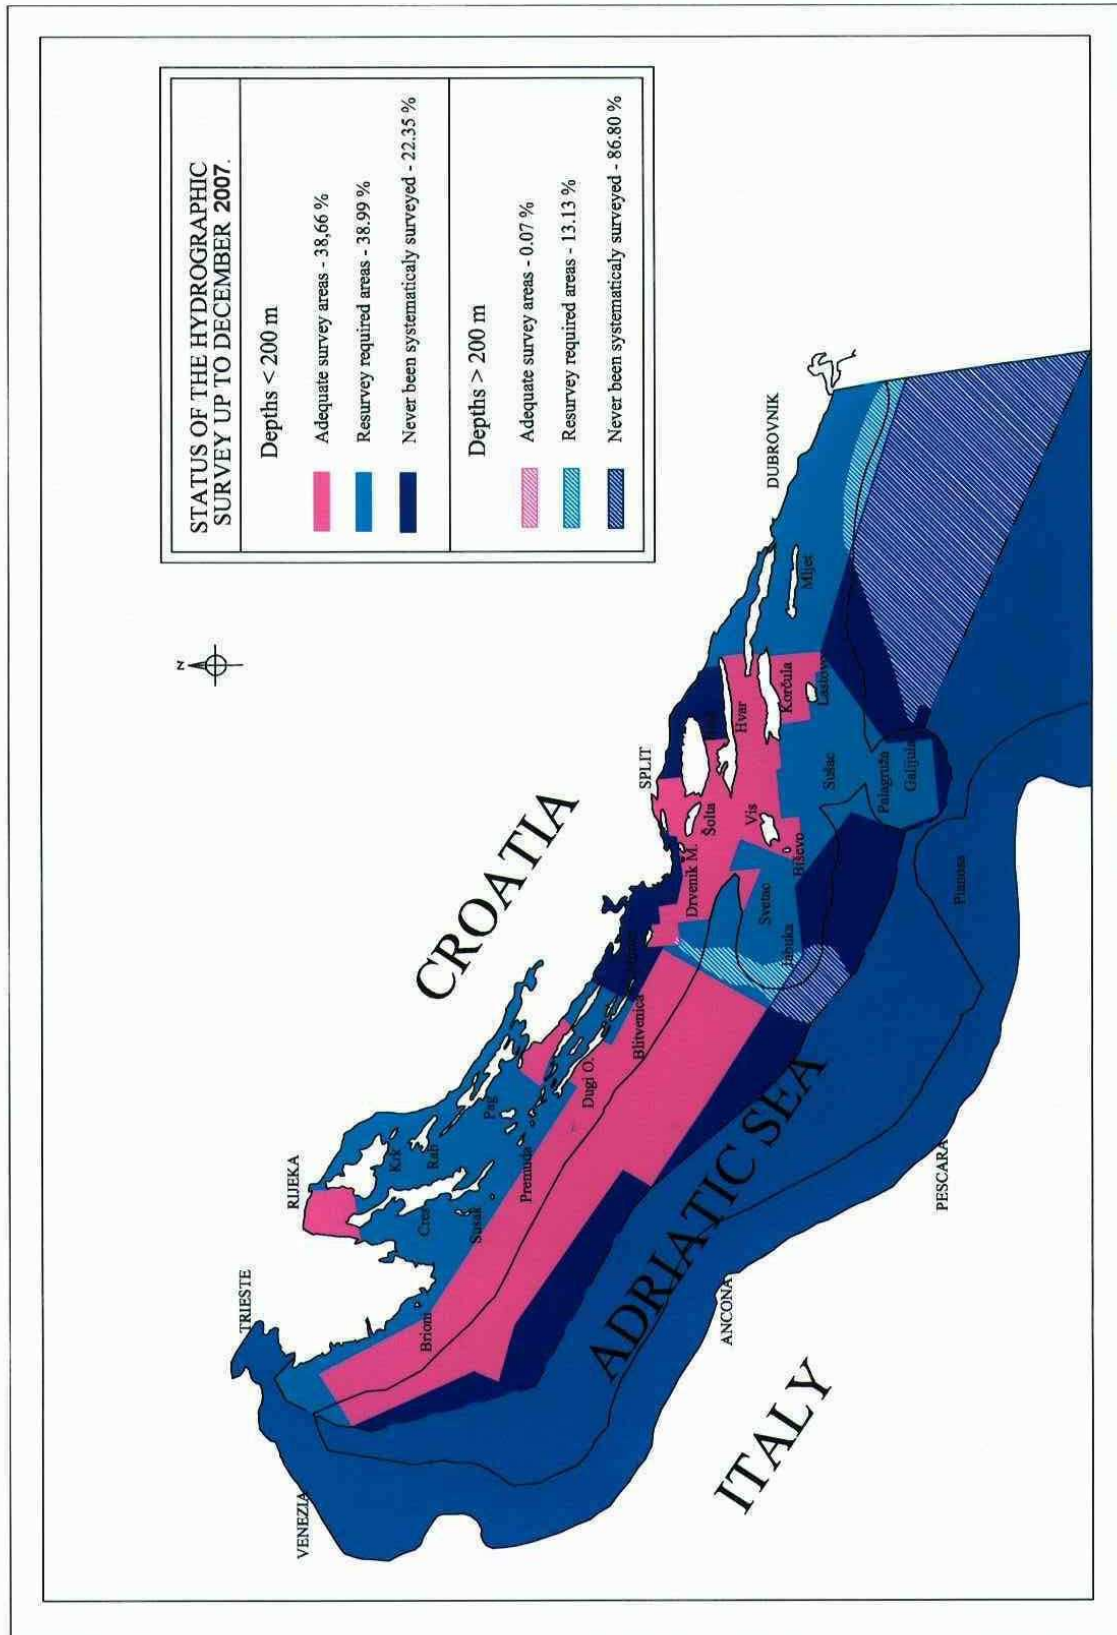 STATUS OF THE HYDROGRAPHIC
SURVEY UP TO DECEMBER 2007.
Depths < 200 m
Adequate survey areas - 38,66 %
Resurvey required areas - 38.99 %
Never been systematicaly surveyed - 22.35 %
Depths > 200 m
Adequate survey areas - 0.07 %
Resurvey required areas - 13.13 %
Never been systematicaly surveyed - 86.80 %
N
TRIESTE
RIJEKA
VENEZIA
CROATIA
Krk
Rab
Cres
Susak
Pag
Brioni
Premuda
Dugi O.
Blitvenica
SPLIT
Drvenik M.
Šolta
Hvar
Vis
Korčula
Biševo
Svetac
Jabuka
Lastovo
Mljet
DUBROVNIK
Sušac
Palagruža
Galijula
Pianosa
ADRIATIC SEA
ANCONA
PESCARA
ITALY